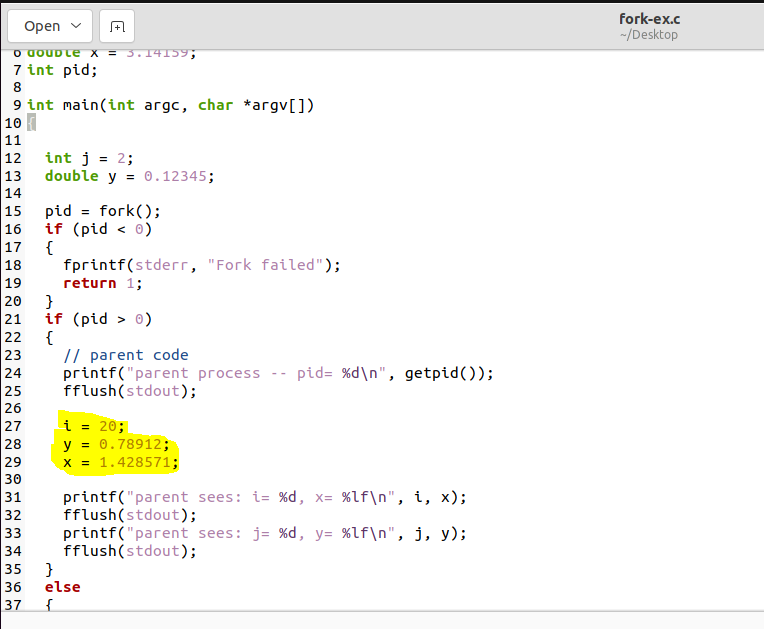 Open
fork-ex.c
~/Desktop
6 double x = 3.14159;
7 int pid;
8
9 int main(int argc, char *argv[])
10 {
11
12   int j = 2;
13   double y = 0.12345;
14
15   pid = fork();
16   if (pid < 0)
17   {
18     fprintf(stderr, "Fork failed");
19     return 1;
20   }
21   if (pid > 0)
22   {
23     // parent code
24     printf("parent process -- pid= %d\n", getpid());
25     fflush(stdout);
26
27     i = 20;
28     y = 0.78912;
29     x = 1.428571;
30
31     printf("parent sees: i= %d, x= %lf\n", i, x);
32     fflush(stdout);
33     printf("parent sees: j= %d, y= %lf\n", j, y);
34     fflush(stdout);
35   }
36   else
37   {